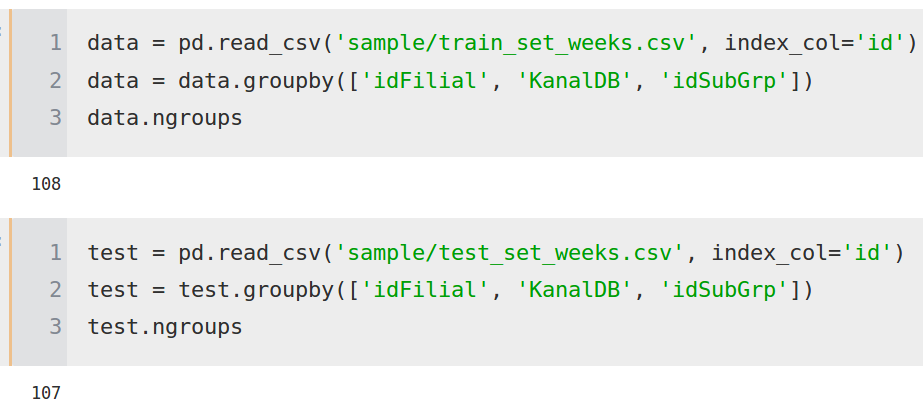 1 data = pd.read_csv('sample/train_set_weeks.csv', index_col='id')
2 data = data.groupby(['idFilial', 'KanalDB', 'idSubGrp'])
3 data.ngroups
108
1 test = pd.read_csv('sample/test_set_weeks.csv', index_col='id')
2 test = test.groupby(['idFilial', 'KanalDB', 'idSubGrp'])
3 test.ngroups
107